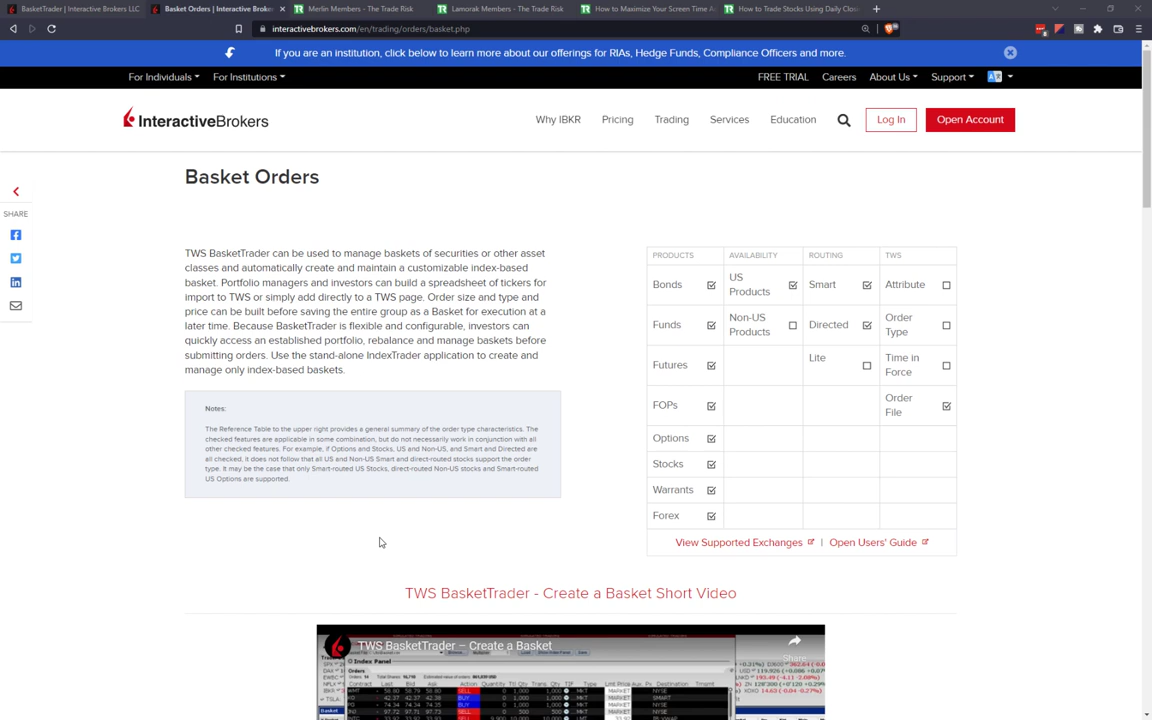 BasketTrader | Interactive Brokers LLC
Basket Orders | Interactive Broke
Merlin Members - The Trade Risk
Lamorak Members - The Trade Risk
How to Maximize Your Screen Time A
How to Trade Stocks Using Daily Clos
interactivebrokers.com/en/trading/orders/basket.php
If you are an institution, click below to learn more about our offerings for RIAs, Hedge Funds, Compliance Officers and more.
For Individuals For Institutions FREE TRIAL Careers About Us Support
InteractiveBrokers Why IBKR Pricing Trading Services Education Log In Open Account
Basket Orders
SHARE
TWS BasketTrader can be used to manage baskets of securities or other asset
classes and automatically create and maintain a customizable index-based
basket. Portfolio managers and investors can build a spreadsheet of tickers for
import to TWS or simply add directly to a TWS page. Order size and type and
price can be built before saving the entire group as a Basket for execution at a
later time. Because BasketTrader is flexible and configurable, investors can
quickly access an established portfolio, rebalance and manage baskets before
submitting orders. Use the stand-alone IndexTrader application to create and
manage only index-based baskets.
Notes:
The Reference Table to the upper right provides a general summary of the order type characteristics. The
checked features are applicable in some combination, but do not necessarily work in conjunction with all
other checked features. For example, if Options and Stocks, US and Non-US, and Smart and Directed are
all checked, it does not follow that all US and Non-US Smart and direct-routed stocks support the order
type. It may be the case that only Smart-routed US Stocks, direct-routed Non-US stocks and Smart-routed
US Options are supported.
PRODUCTS AVAILABILITY ROUTING TWS
Bonds US Products Smart Attribute
Funds Non-US Products Directed Order Type
Futures Lite Time in Force
FOPs Order File
Options
Stocks
Warrants
Forex
View Supported Exchanges | Open Users' Guide
TWS BasketTrader - Create a Basket Short Video
TWS BasketTrader – Create a Basket
Share
Index Panel
Orders